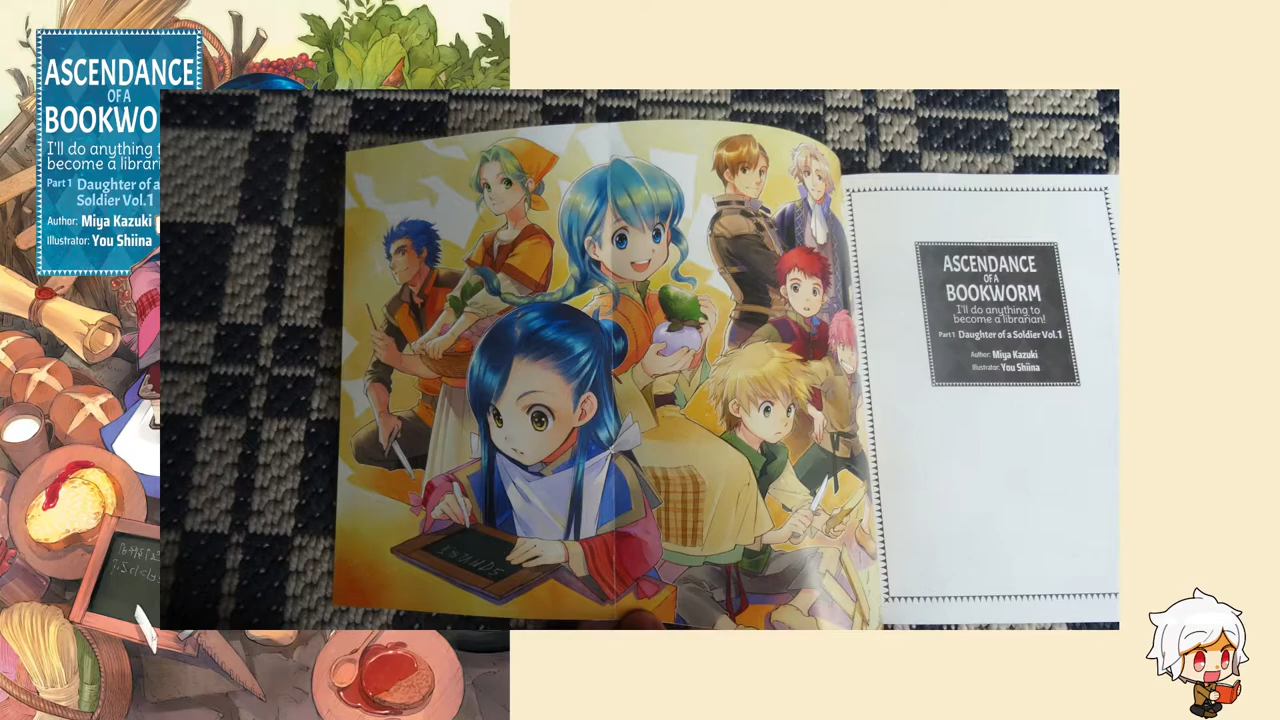 ASCENDANCE
OF A
BOOKWO
I'll do anything t
become a librar
Part 1 Daughter of a
Soldier Vol.1
Author: Miya Kazuki
Illustrator: You Shiina
ASCENDANCE
OF A
BOOKWORM
I'll do anything to
become a librarian!
Part 1 Daughter of a Soldier Vol.1
Author: Miya Kazuki
Illustrator: You Shiina